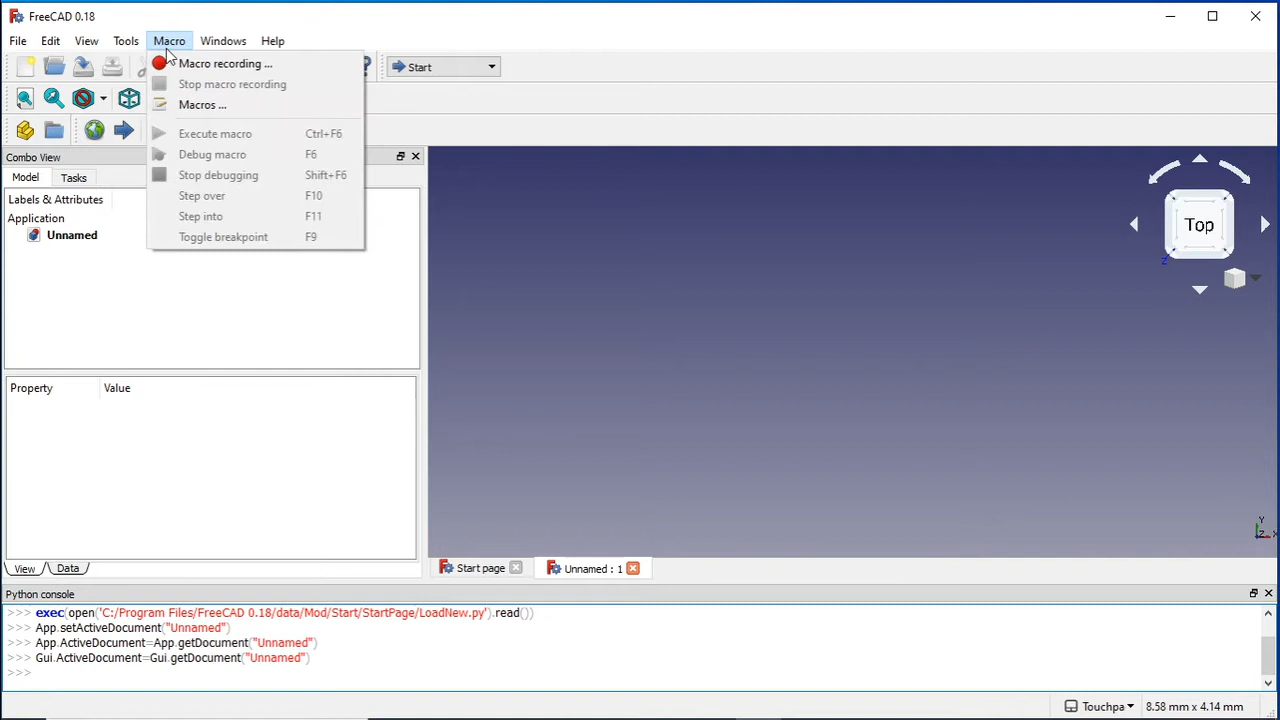 FreeCAD 0.18
File Edit View Tools Macro Windows Help
Macro recording ...
Start
Stop macro recording
Macros ...
Execute macro Ctrl+F6
Debug macro F6
Stop debugging Shift+F6
Step over F10
Step into F11
Toggle breakpoint F9
Combo View
Model Tasks
Labels & Attributes
Application
Unnamed
Property Value
View Data
Top
Z
Y
Z X
Start page Unnamed : 1
Python console
>>> exec(open('C:/Program Files/FreeCAD 0.18/data/Mod/Start/StartPage/LoadNew.py').read())
>>> App.setActiveDocument("Unnamed")
>>> App.ActiveDocument=App.getDocument("Unnamed")
>>> Gui.ActiveDocument=Gui.getDocument("Unnamed")
>>>
Touchpa 8.58 mm x 4.14 mm